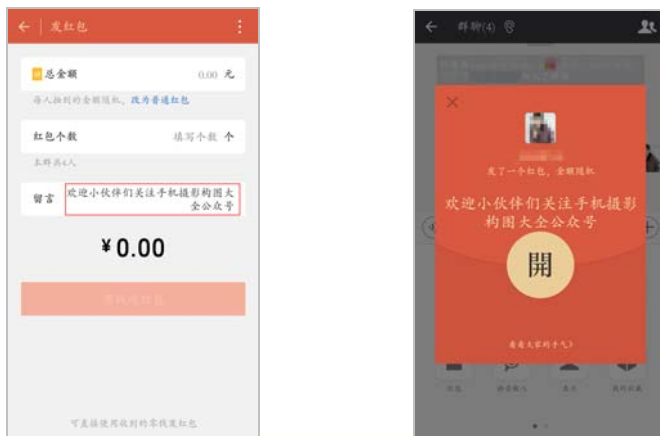 发红包
总金额 0.00 元
每人抽到的金额随机，改为普通红包
红包个数 填写个数 个
本群共4人
留言 欢迎小伙伴们关注手机摄影构图大
全公众号
¥0.00
可直接使用收到的零钱发红包
群聊(4)
发了一个红包，金额随机
欢迎小伙伴们关注手机摄影
构图大全公众号
開
看看大家的手气